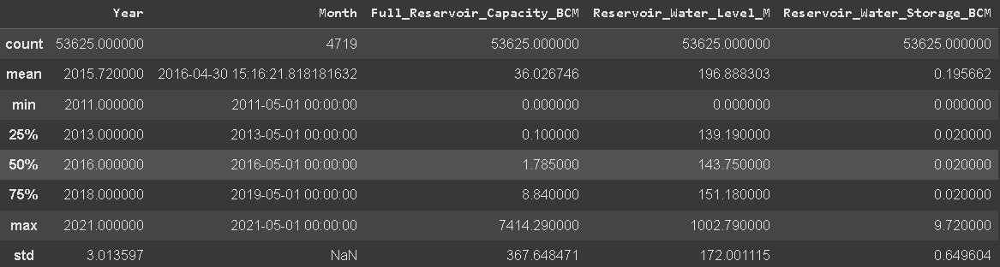 Year Month Full_Reservoir_Capacity_BCM Reservoir_Water_Level_M Reservoir_Water_Storage_BCM
count 53625.000000 4719 53625.000000 53625.000000 53625.000000
mean 2015.720000 2016-04-30 15:16:21.818181632 36.026746 196.888303 0.195662
min 2011.000000 2011-05-01 00:00:00 0.000000 0.000000 0.000000
25% 2013.000000 2013-05-01 00:00:00 0.100000 139.190000 0.020000
50% 2016.000000 2016-05-01 00:00:00 1.785000 143.750000 0.020000
75% 2018.000000 2019-05-01 00:00:00 8.840000 151.180000 0.020000
max 2021.000000 2021-05-01 00:00:00 7414.290000 1002.790000 9.720000
std 3.013597 NaN 367.648471 172.001115 0.649604